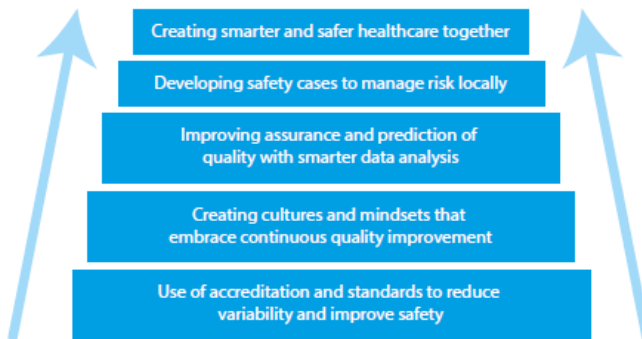 Creating smarter and safer healthcare together
Developing safety cases to manage risk locally
Improving assurance and prediction of
quality with smarter data analysis
Creating cultures and mindsets that
embrace continuous quality improvement
Use of accreditation and standards to reduce
variability and improve safety